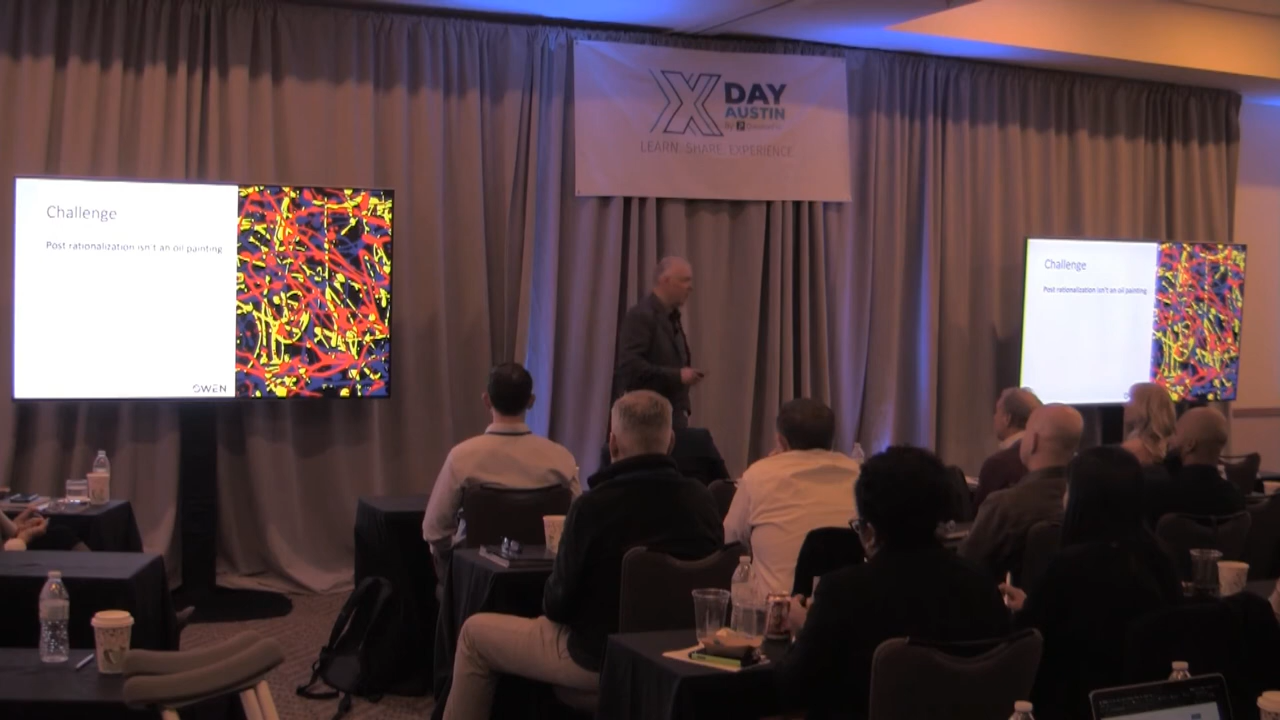 X DAY
AUSTIN
LEARN. SHARE. EXPERIENCE
Challenge
Post rationalization isn't an oil painting
OWEN
Challenge
Post rationalization isn't an oil painting